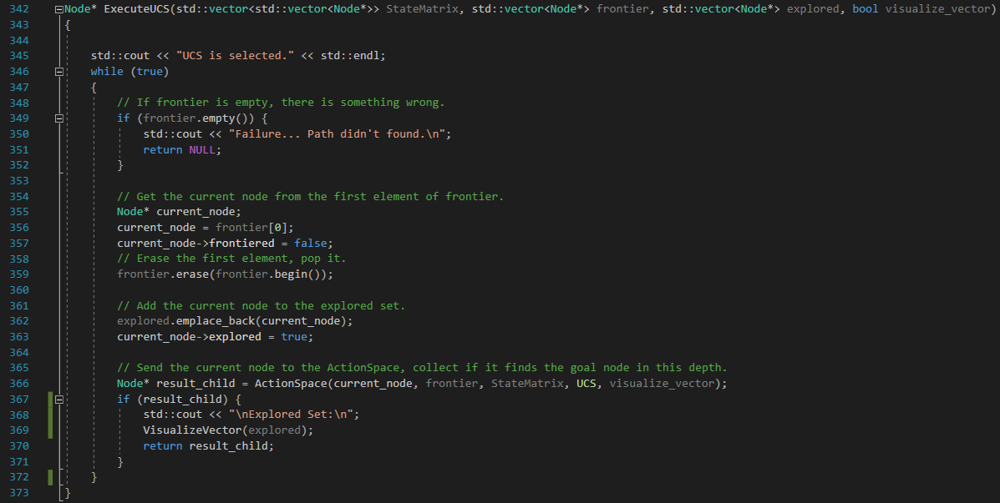 342 Node* ExecuteUCS(std::vector<std::vector<Node*>> StateMatrix, std::vector<Node*> frontier, std::vector<Node*> explored, bool visualize_vector)
343 {
344
345     std::cout << "UCS is selected." << std::endl;
346     while (true)
347     {
348         // If frontier is empty, there is something wrong.
349         if (frontier.empty()) {
350             std::cout << "Failure... Path didn't found.\n";
351             return NULL;
352         }
353
354         // Get the current node from the first element of frontier.
355         Node* current_node;
356         current_node = frontier[0];
357         current_node->frontiered = false;
358         // Erase the first element, pop it.
359         frontier.erase(frontier.begin());
360
361         // Add the current node to the explored set.
362         explored.emplace_back(current_node);
363         current_node->explored = true;
364
365         // Send the current node to the ActionSpace, collect if it finds the goal node in this depth.
366         Node* result_child = ActionSpace(current_node, frontier, StateMatrix, UCS, visualize_vector);
367         if (result_child) {
368             std::cout << "\nExplored Set:\n";
369             VisualizeVector(explored);
370             return result_child;
371         }
372     }
373 }